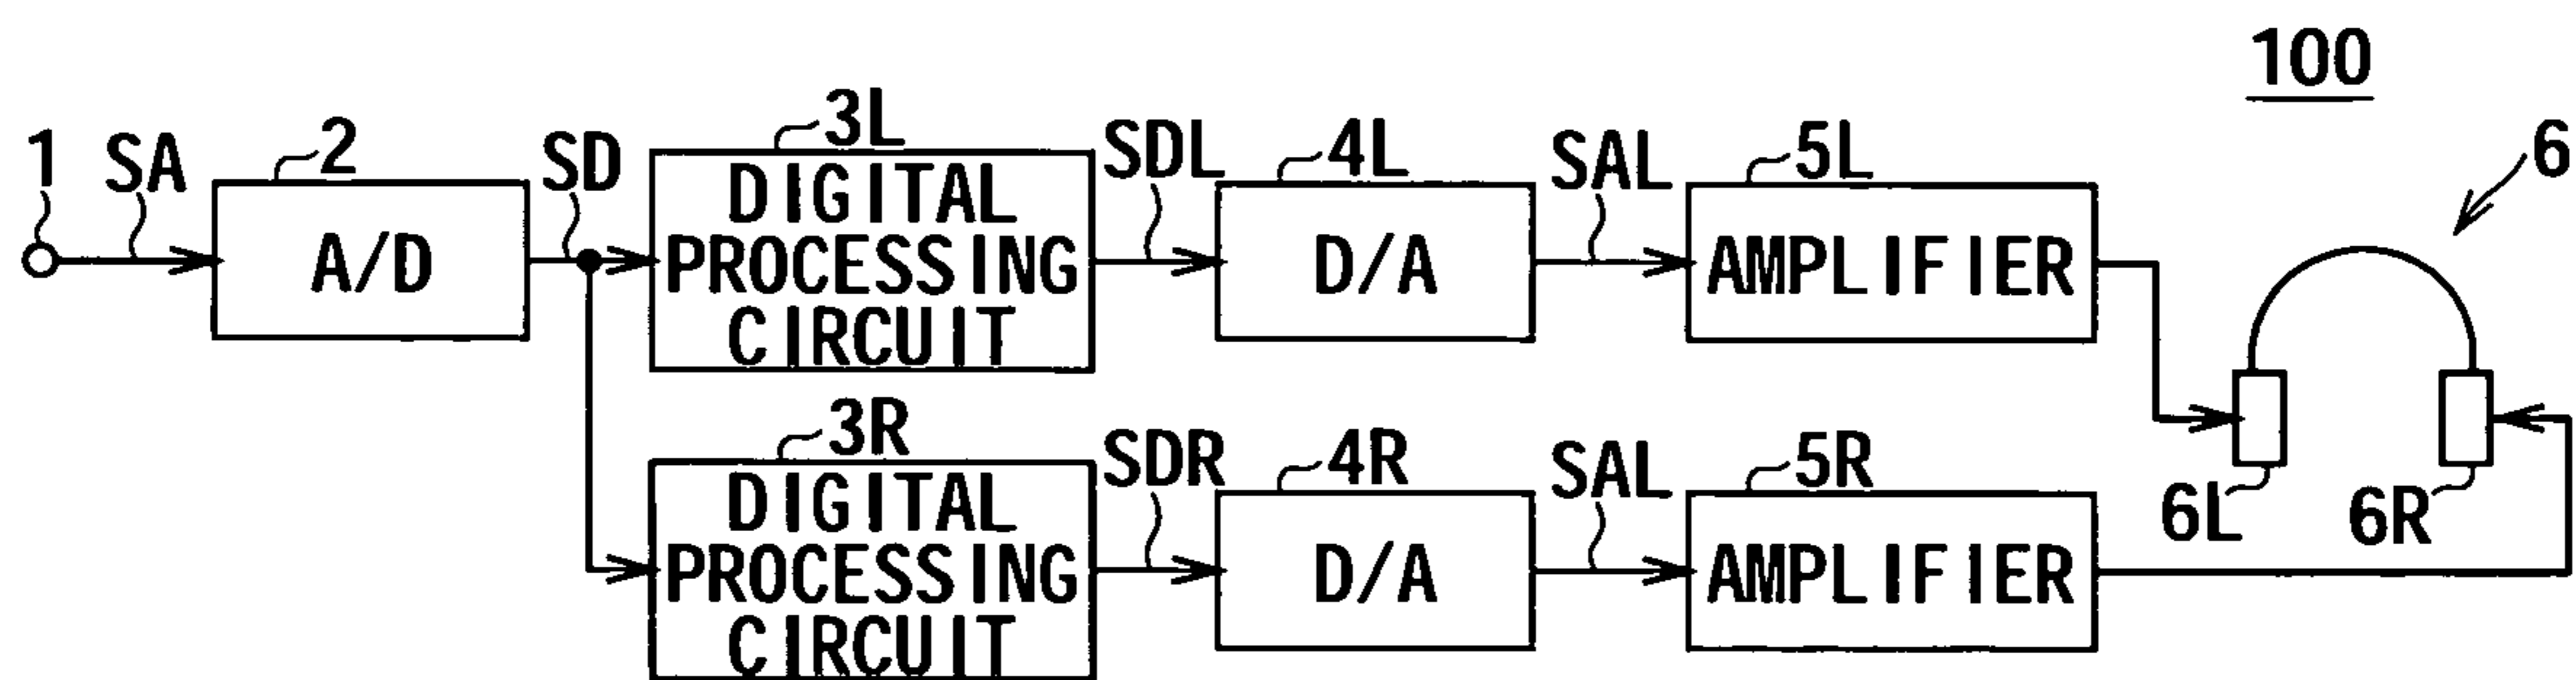 100
1
SA
2
A/D
SD
3L
DIGITAL
PROCESSING
CIRCUIT
SDL
4L
D/A
SAL
5L
AMPLIFIER
6
6L
6R
3R
DIGITAL
PROCESSING
CIRCUIT
SDR
4R
D/A
SAL
5R
AMPLIFIER